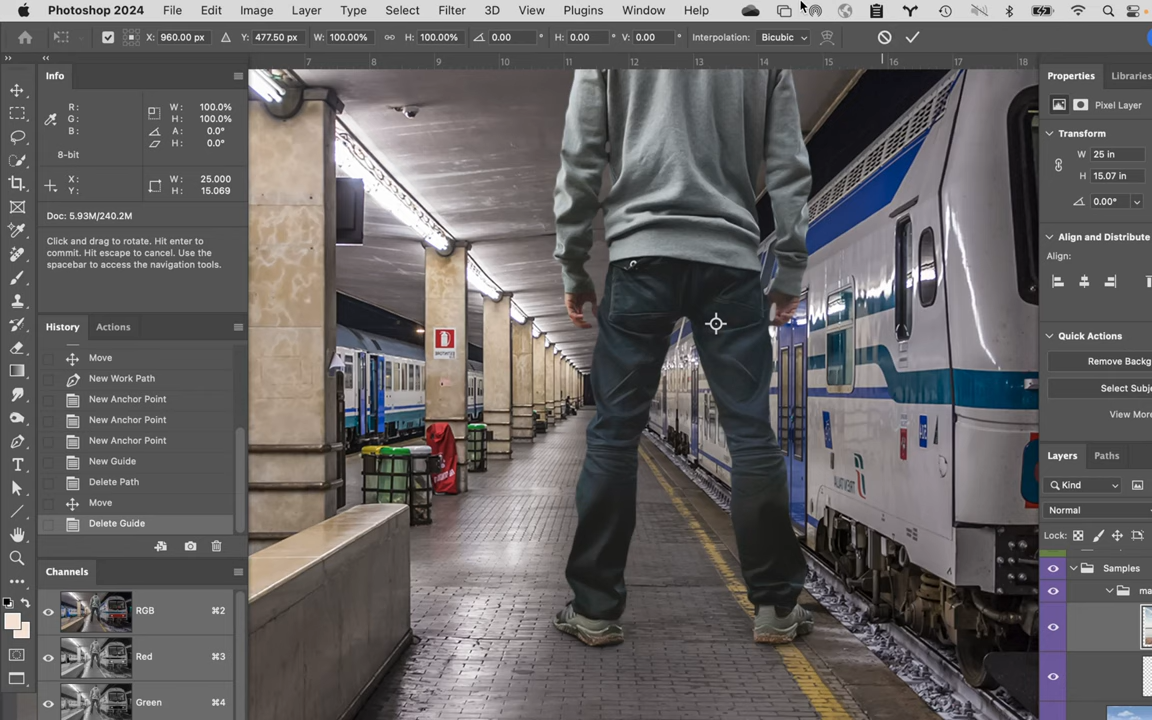 Photoshop 2024 File Edit Image Layer Type Select Filter 3D View Plugins Window Help
X: 960.00 px Y: 477.50 px W: 100.00% H: 100.00% 0.00 ° H: 0.00 ° V: 0.00 ° Interpolation: Bicubic
7 8 9 10 11 12 13 14 15 16 17 18
Info
R:
G:
B:
8-bit
W: 100.0%
H: 100.0%
A: 0.0°
H: 0.0°
X:
Y:
W: 25.000
H: 15.069
Doc: 5.93M/240.2M
Click and drag to rotate. Hit enter to
commit. Hit escape to cancel. Use the
spacebar to access the navigation tools.
History Actions
Move
New Work Path
New Anchor Point
New Anchor Point
New Anchor Point
New Guide
Delete Path
Move
Delete Guide
Channels
RGB ⌘2
Red ⌘3
Green ⌘4
Properties Libraries
Pixel Layer
Transform
W 25 in
H 15.07 in
0.00°
Align and Distribute
Align:
Quick Actions
Remove Backg
Select Subje
View More
Layers Paths
Kind
Normal
Lock:
Samples
ma